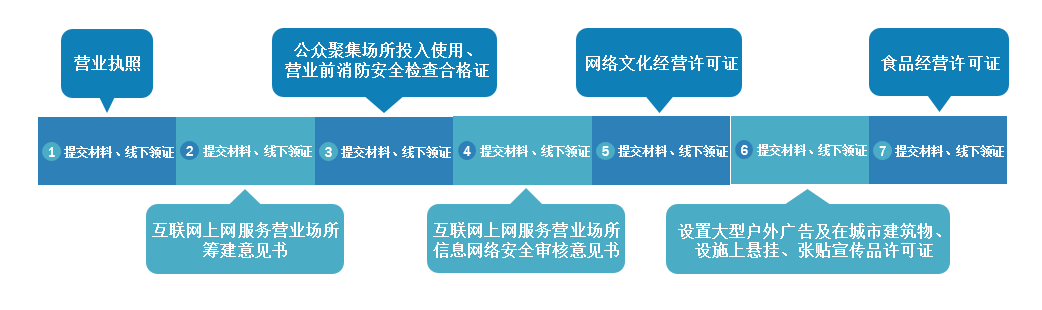 营业执照
公众聚集场所投入使用、
营业前消防安全检查合格证
网络文化经营许可证
食品经营许可证
1 提交材料、线下领证
2 提交材料、线下领证
3 提交材料、线下领证
4 提交材料、线下领证
5 提交材料、线下领证
6 提交材料、线下领证
7 提交材料、线下领证
互联网上网服务营业场所
筹建意见书
互联网上网服务营业场所
信息网络安全审核意见书
设置大型户外广告及在城市建筑物、
设施上悬挂、张贴宣传品许可证